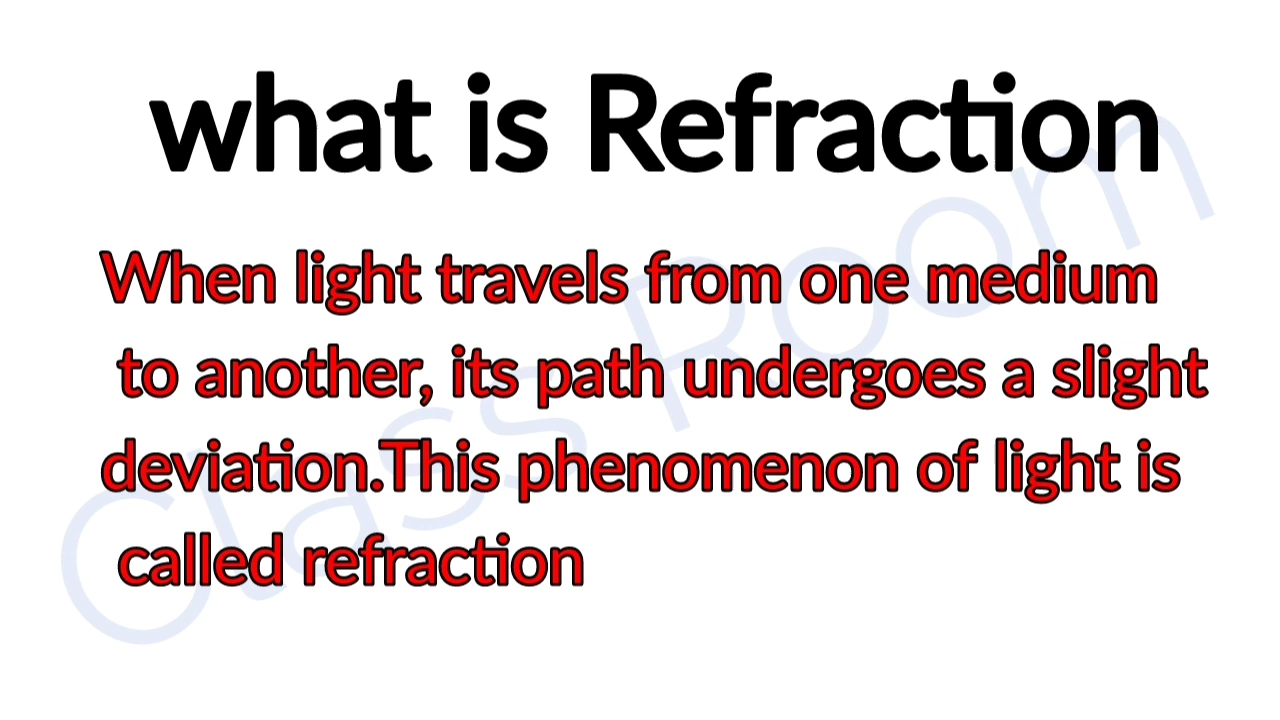 what is Refraction
When light travels from one medium
to another, its path undergoes a slight
deviation.This phenomenon of light is
called refraction
Class Room